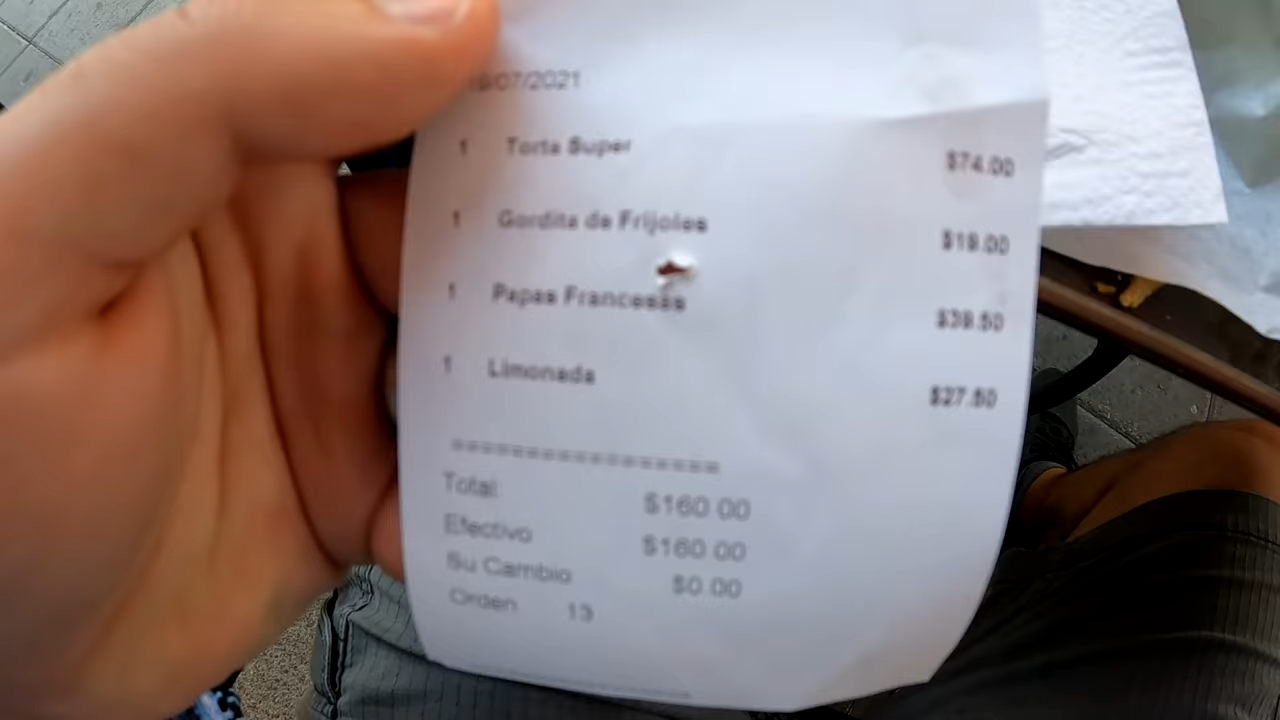 07/2021
1 Torta Super $74.00
1 Gordita de Frijoles $19.00
1 Papas Francesas $39.50
1 Limonada $27.50
=================
Total: $160.00
Efectivo $160.00
Su Cambio $0.00
Orden 13